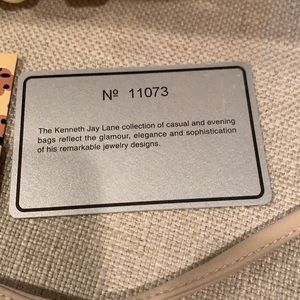 Nº 11073
The Kenneth Jay Lane collection of casual and evening
bags reflect the glamour, elegance and sophistication
of his remarkable jewelry designs.